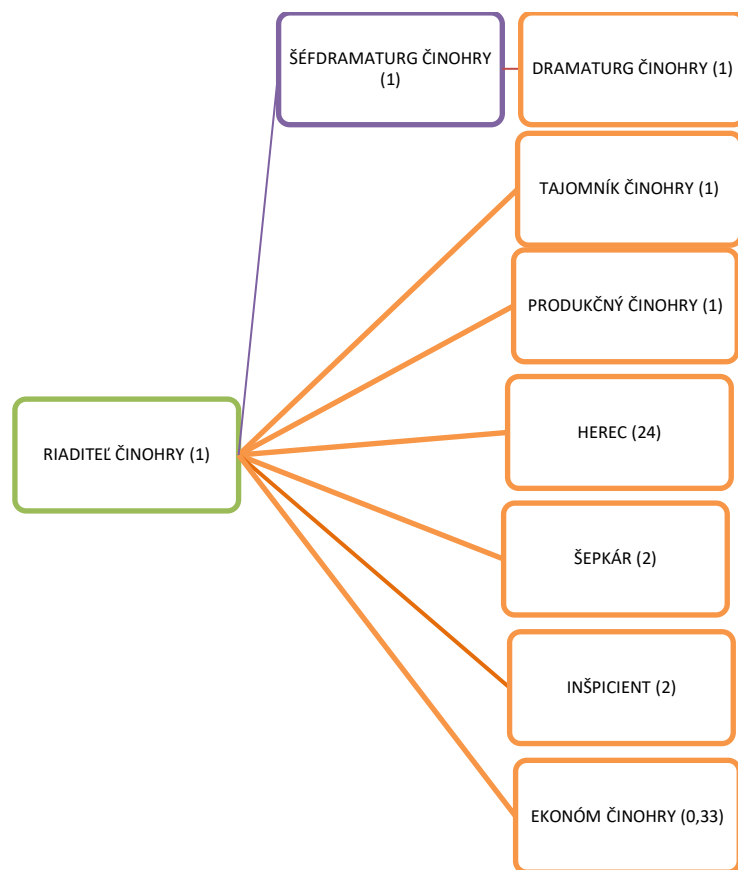 ŠÉFDRAMATURG ČINOHRY
(1)
DRAMATURG ČINOHRY (1)
TAJOMNÍK ČINOHRY (1)
PRODUKČNÝ ČINOHRY (1)
RIADITEĽ ČINOHRY (1)
HEREC (24)
ŠEPKÁR (2)
INŠPICIENT (2)
EKONÓM ČINOHRY (0,33)